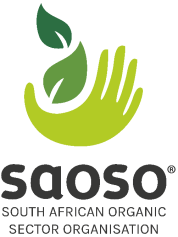 saoso®
SOUTH AFRICAN ORGANIC
SECTOR ORGANISATION